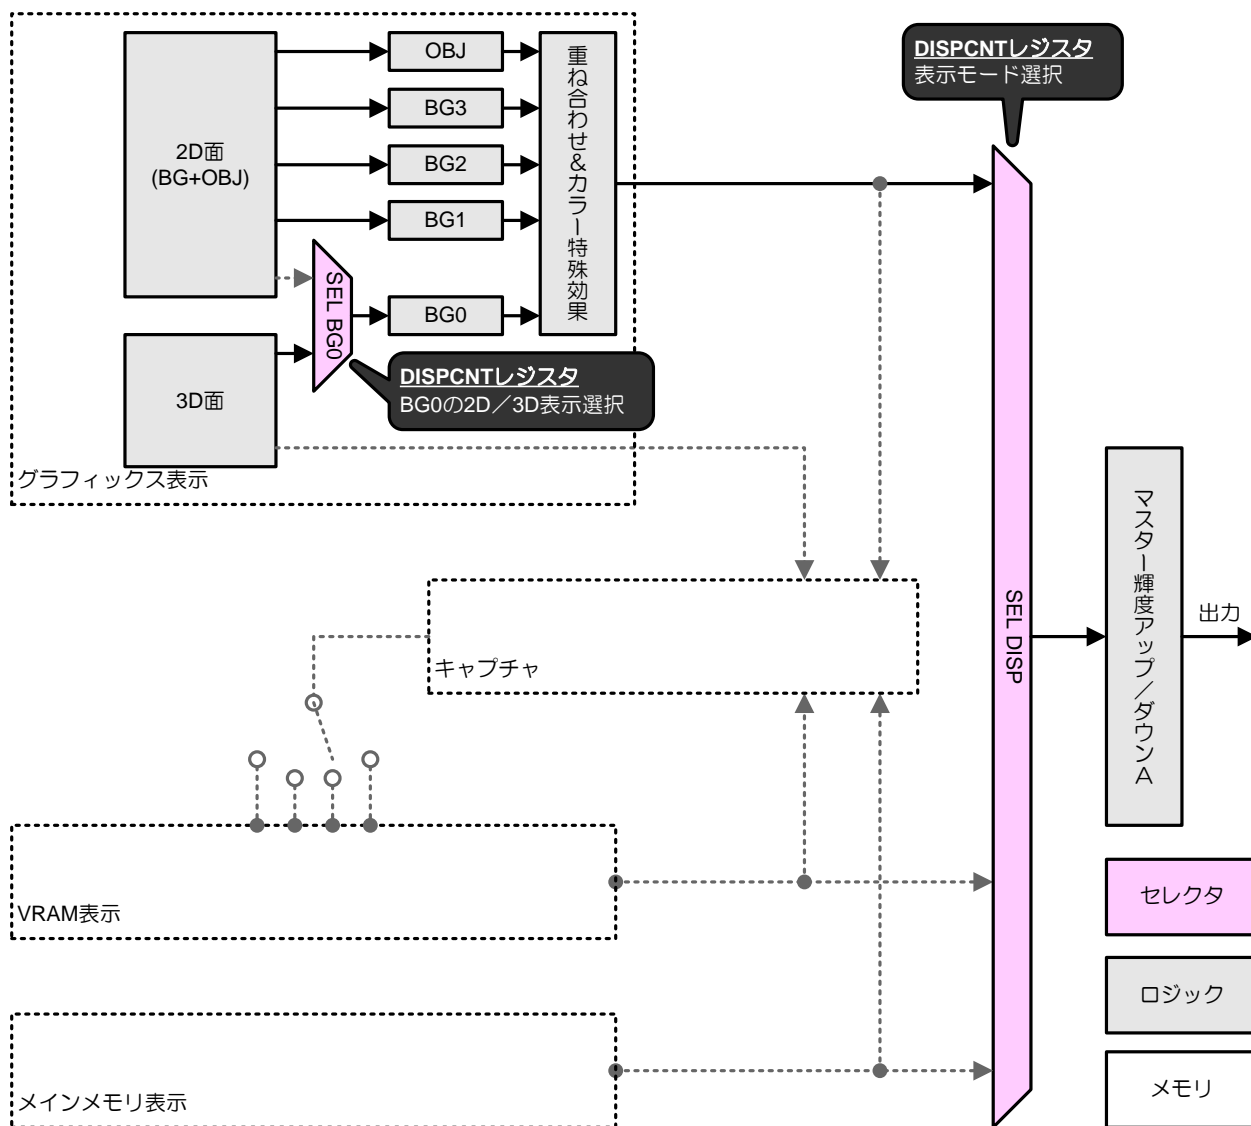 2D面
(BG+OBJ)
OBJ
BG3
BG2
BG1
BG0
重ね合わせ&カラー特殊効果
SEL BG0
3D面
DISPCNTレジスタ
BG0の2D／3D表示選択
グラフィックス表示
DISPCNTレジスタ
表示モード選択
SEL DISP
キャプチャ
マスター輝度アップ／ダウンA
出力
VRAM表示
メインメモリ表示
セレクタ
ロジック
メモリ